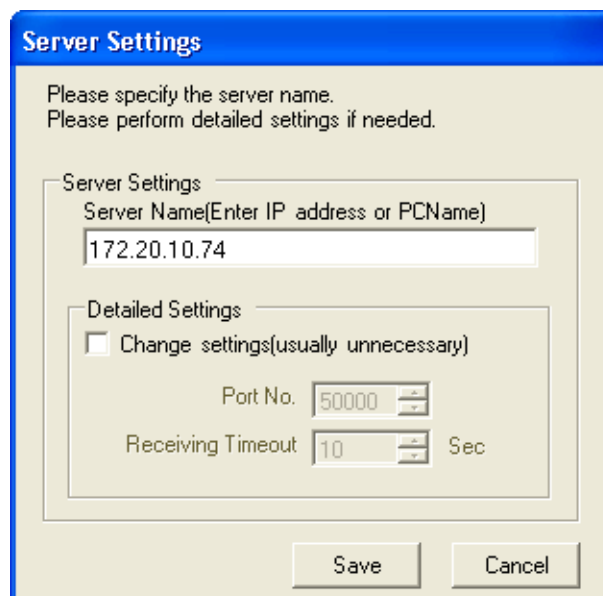 Server Settings
Please specify the server name.
Please perform detailed settings if needed.
Server Settings
Server Name(Enter IP address or PCName)
172.20.10.74
Detailed Settings
Change settings(usually unnecessary)
Port No. 50000
Receiving Timeout 10 Sec
Save Cancel